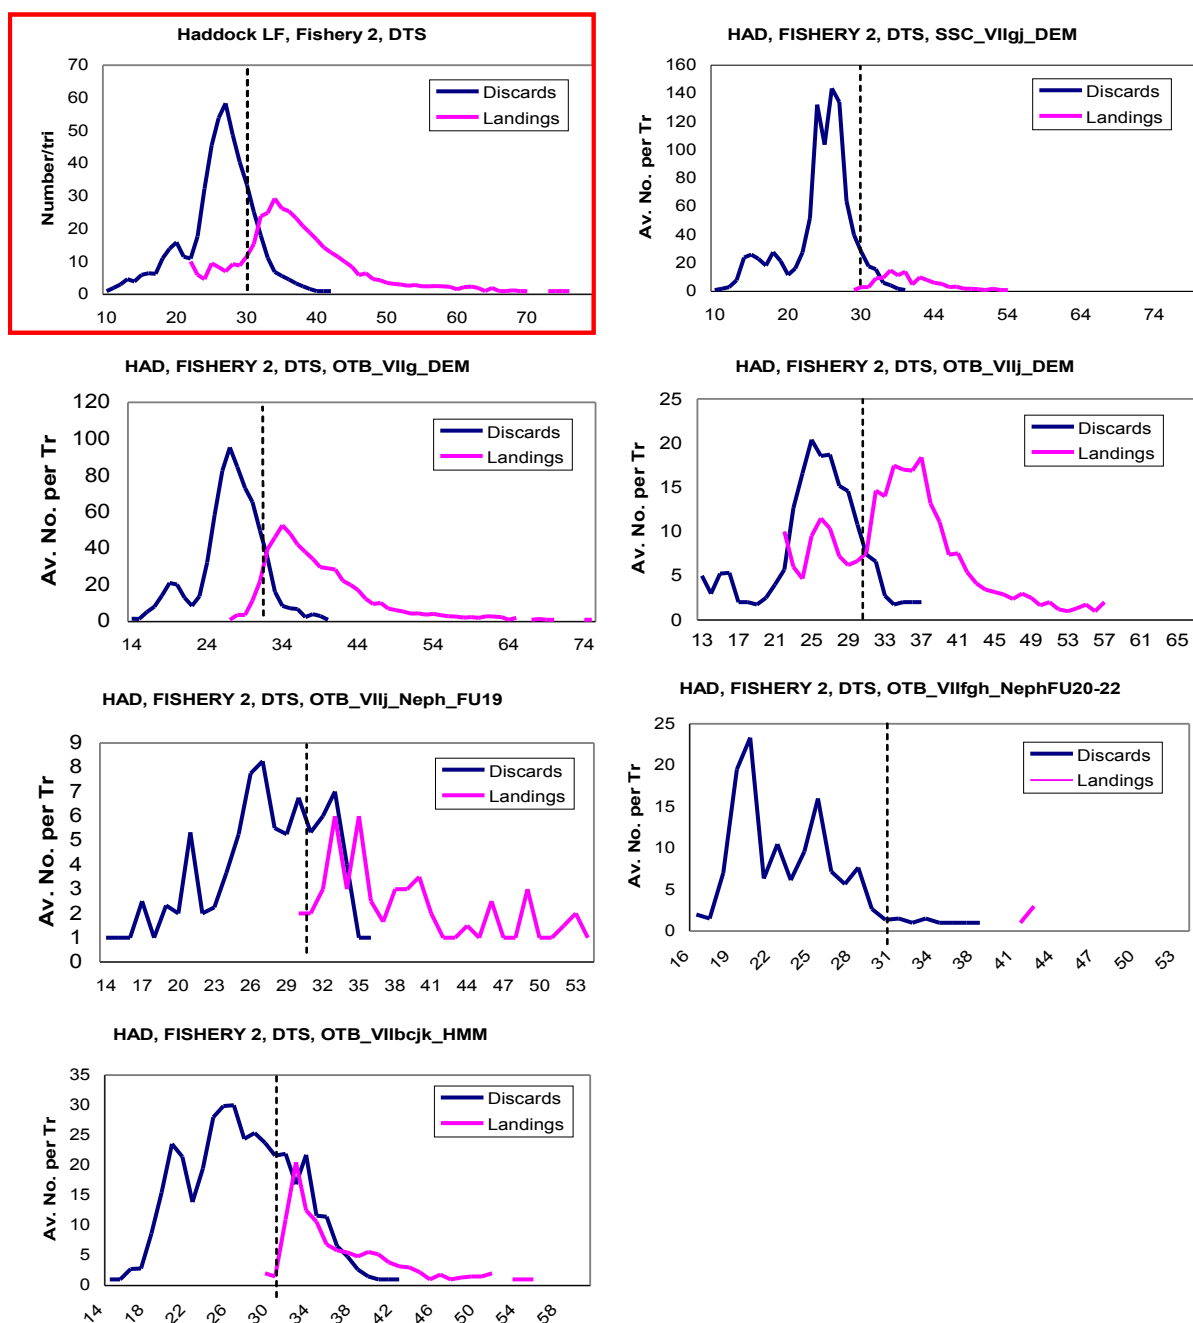 Haddock LF, Fishery 2, DTS
Number/tri
70
60
50
40
30
20
10
0
Discards
Landings
10 20 30 40 50 60 70
HAD, FISHERY 2, DTS, SSC_VIIgj_DEM
Av. No. per Tr
160
140
120
100
80
60
40
20
0
Discards
Landings
10 20 30 44 54 64 74
HAD, FISHERY 2, DTS, OTB_VIIg_DEM
Av. No. per Tr
120
100
80
60
40
20
0
Discards
Landings
14 24 34 44 54 64 74
HAD, FISHERY 2, DTS, OTB_VIIj_DEM
Av. No. per Tr
25
20
15
10
5
0
Discards
Landings
13 17 21 25 29 33 37 41 45 49 53 57 61 65
HAD, FISHERY 2, DTS, OTB_VIIj_Neph_FU19
Av. No. per Tr
9
8
7
6
5
4
3
2
1
0
Discards
Landings
14 17 20 23 26 29 32 35 38 41 44 47 50 53
HAD, FISHERY 2, DTS, OTB_VIIfgh_NephFU20-22
Av. No. per Tr
25
20
15
10
5
0
Discards
Landings
16 19 22 25 28 31 34 38 41 44 47 50 53
HAD, FISHERY 2, DTS, OTB_VIIbcjk_HMM
Av. No. per Tr
35
30
25
20
15
10
5
0
Discards
Landings
14 18 22 26 30 34 38 42 46 50 54 58